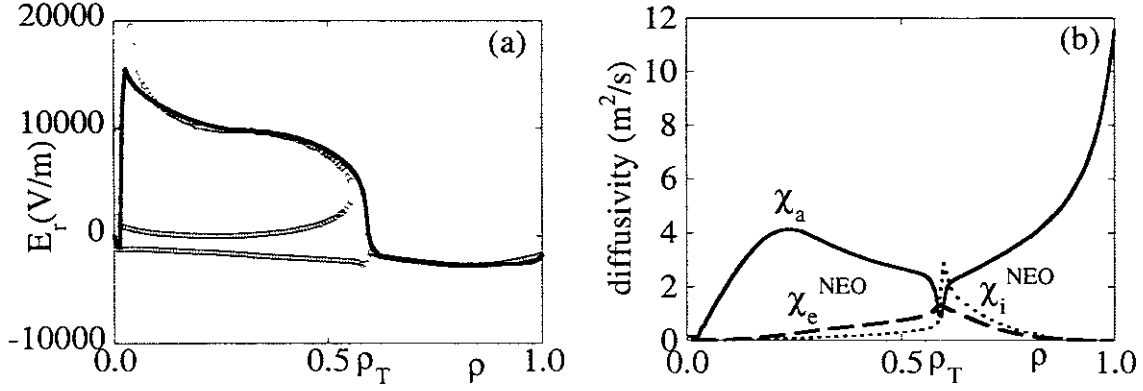 20000
10000
0
-10000
E_r(V/m)
(a)
0.0
0.5
ρ_T
ρ
1.0
12
10
8
6
4
2
0
diffusivity (m²/s)
(b)
χ_a
χ_e^NEO
χ_i^NEO
0.0
0.5
ρ_T
ρ
1.0